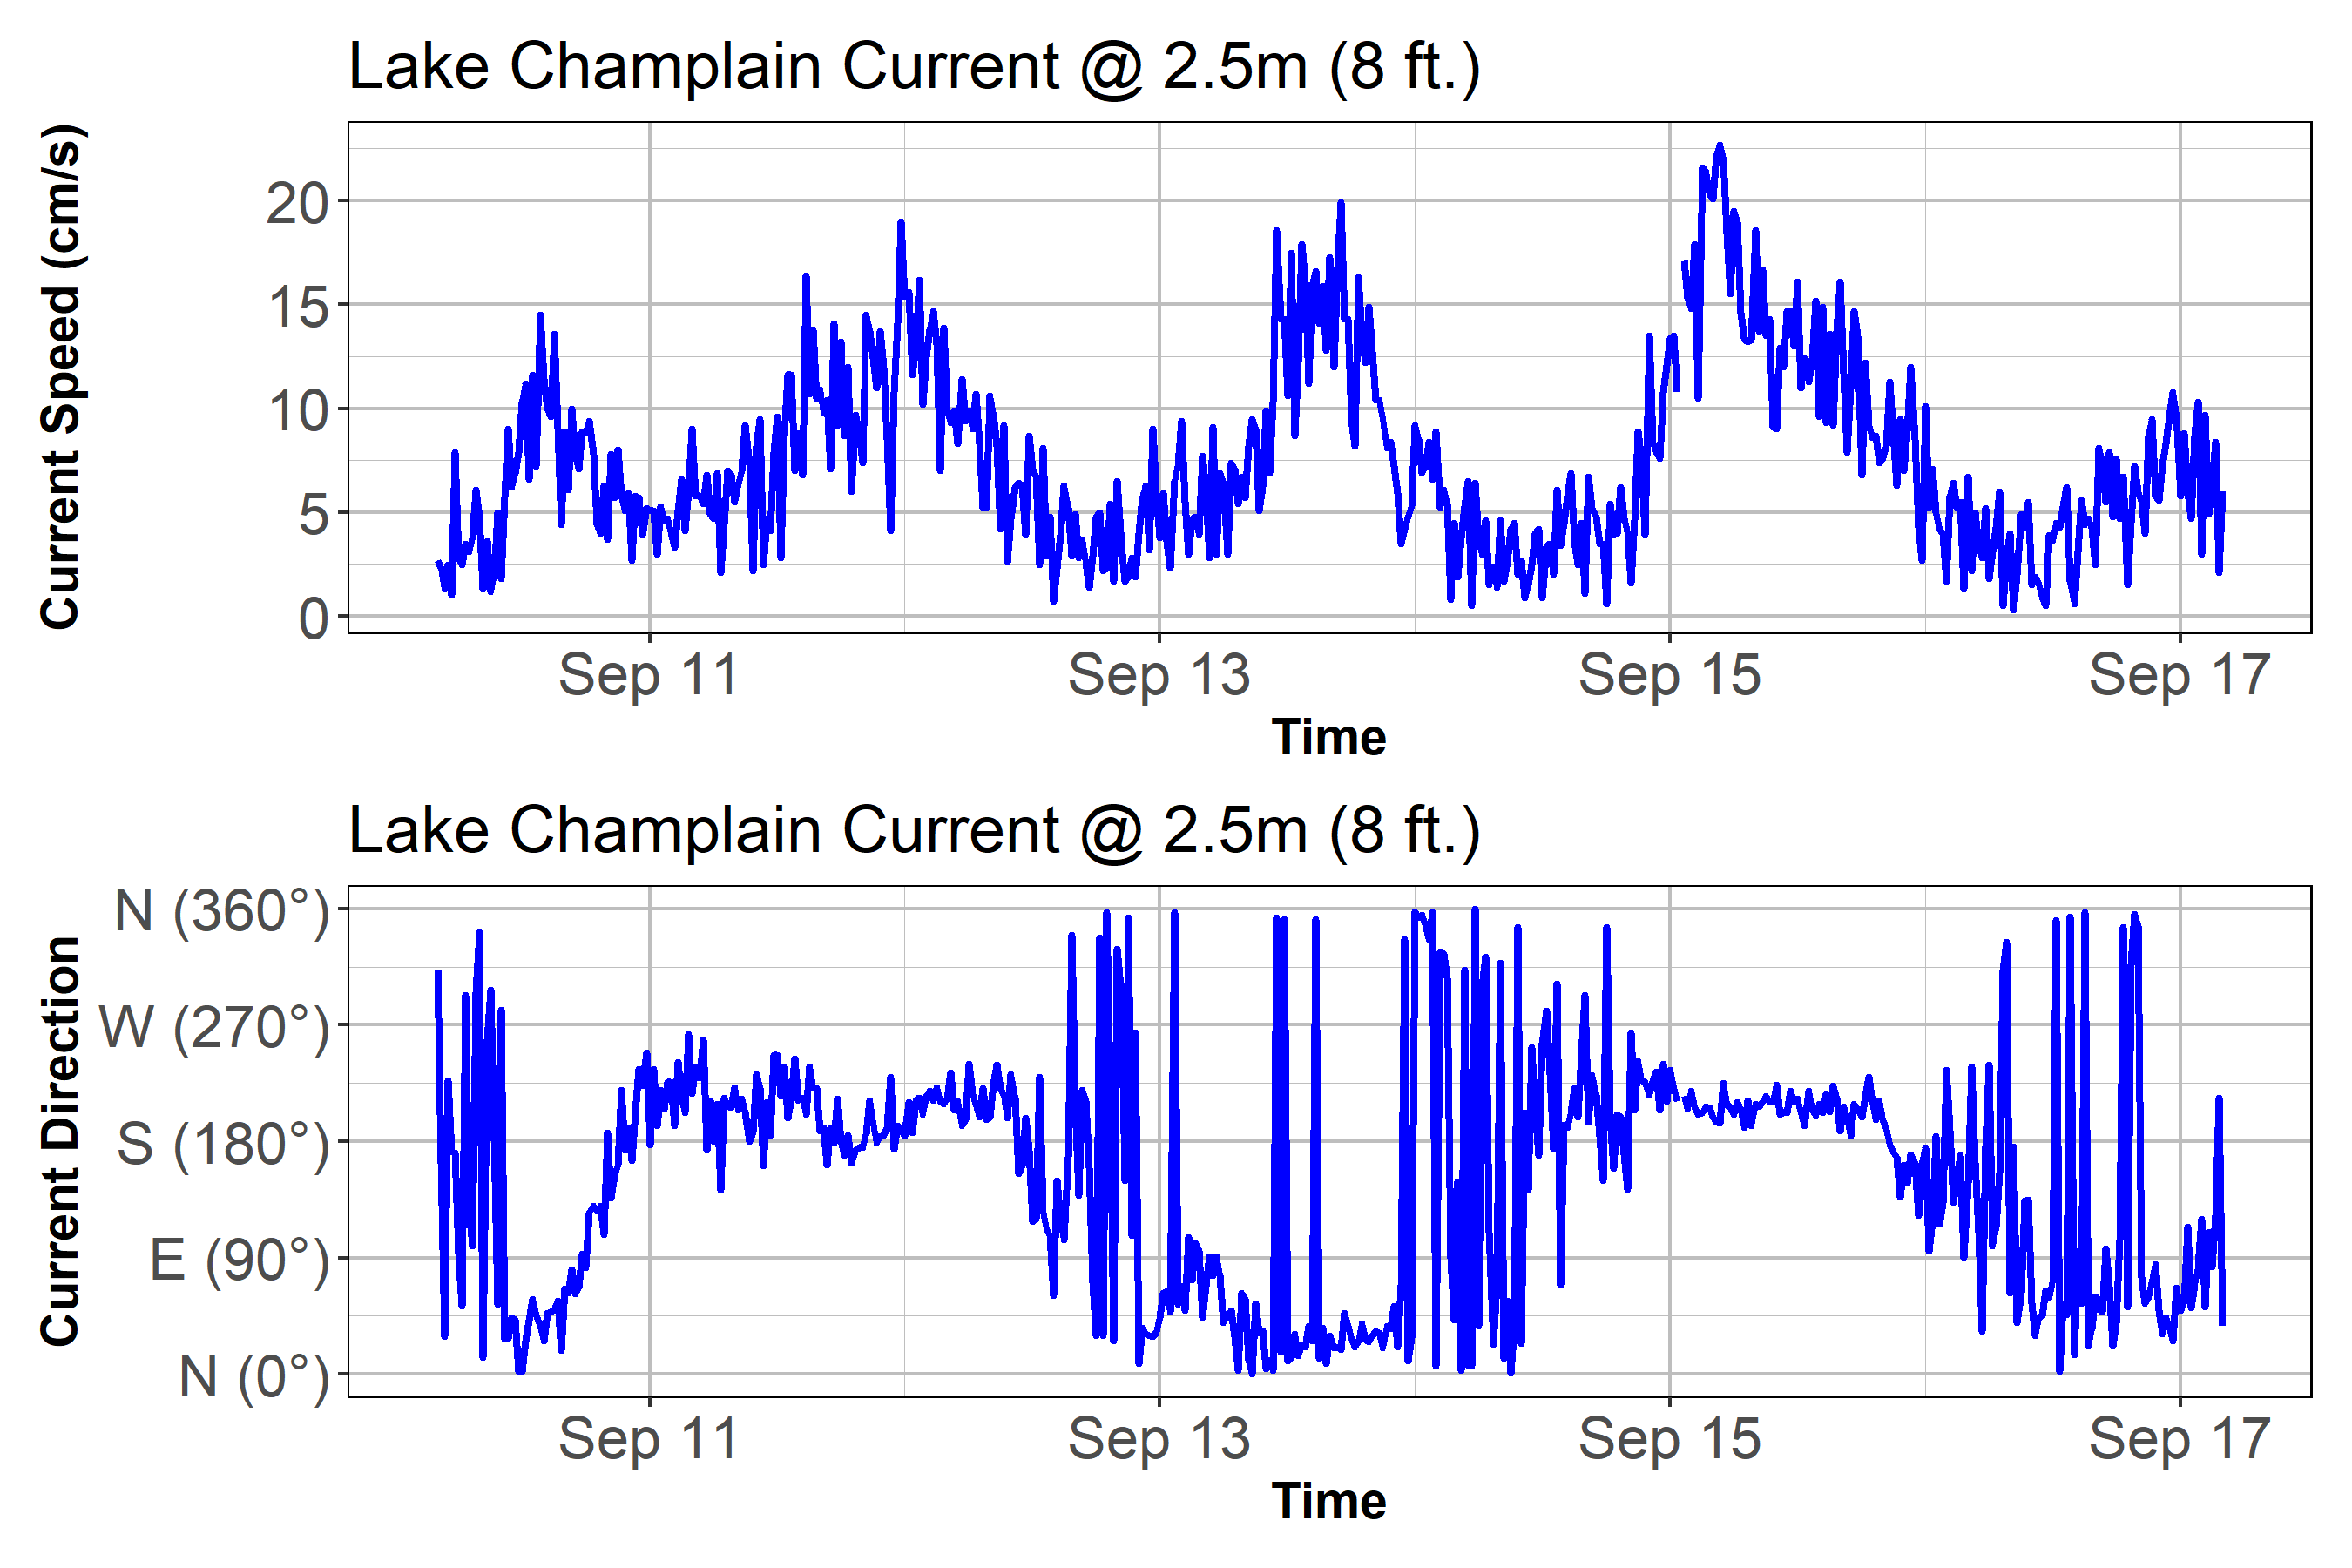 Lake Champlain Current @ 2.5m (8 ft.)
Current Speed (cm/s)
20
15
10
5
0
Sep 11 Sep 13 Sep 15 Sep 17
Time
Lake Champlain Current @ 2.5m (8 ft.)
Current Direction
N (360°)
W (270°)
S (180°)
E (90°)
N (0°)
Sep 11 Sep 13 Sep 15 Sep 17
Time